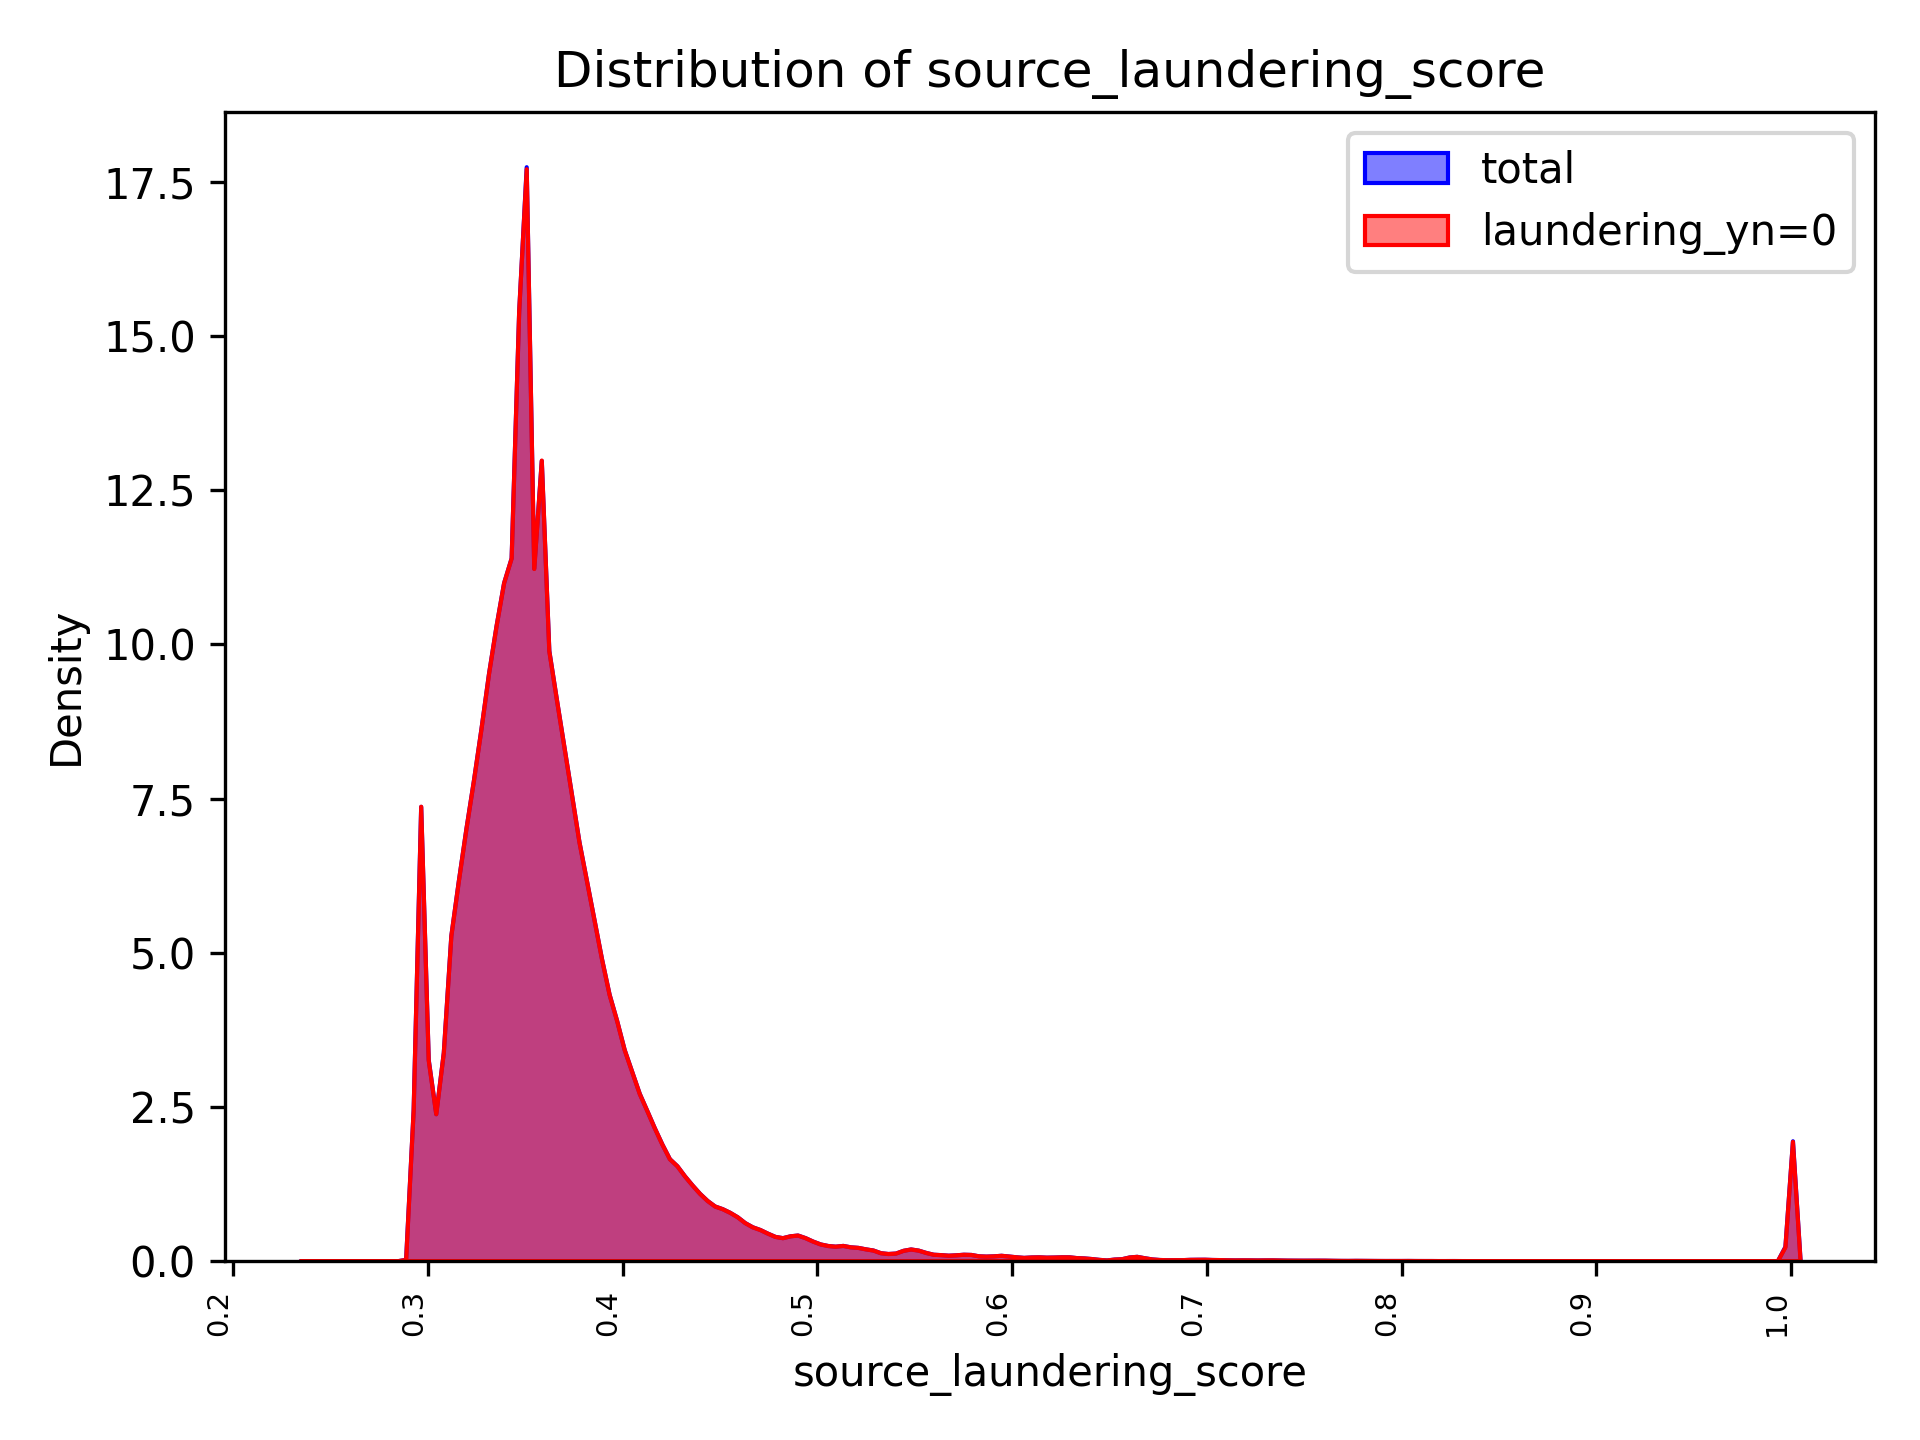 Distribution of source_laundering_score
total
laundering_yn=0
17.5
15.0
12.5
10.0
7.5
5.0
2.5
0.0
Density
0.2 0.3 0.4 0.5 0.6 0.7 0.8 0.9 1.0
source_laundering_score